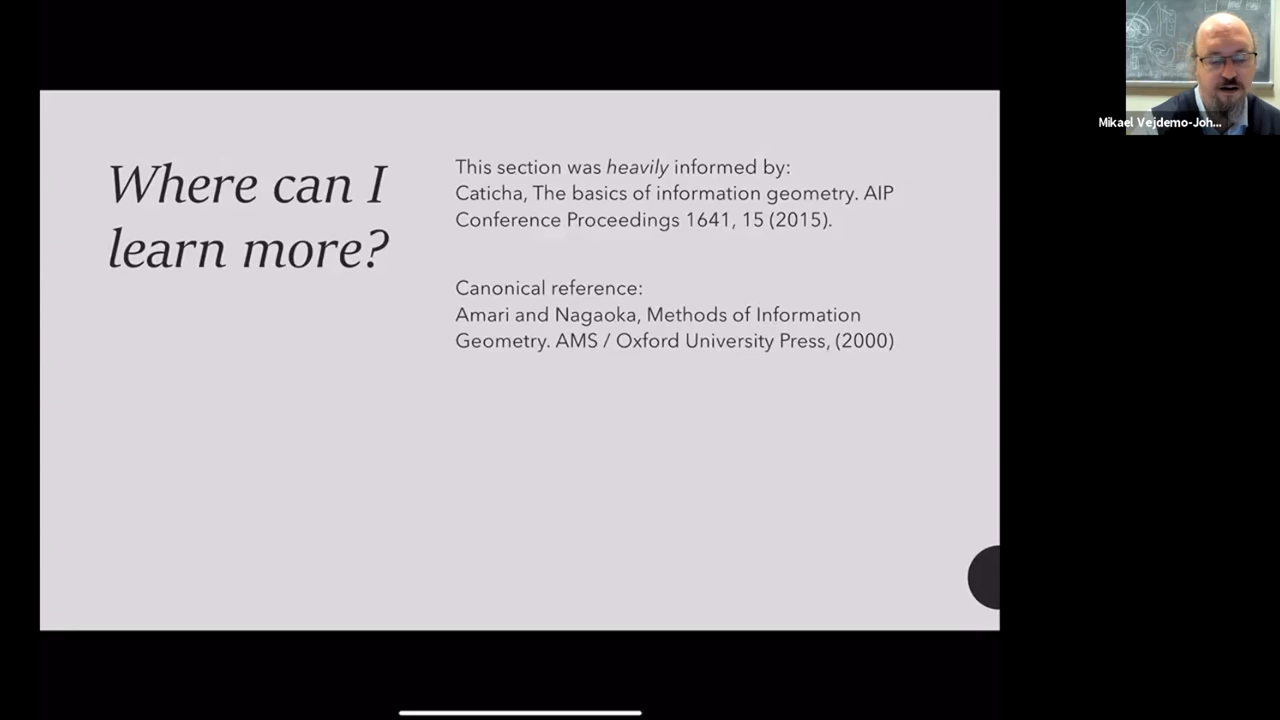 Where can I
learn more?
This section was heavily informed by:
Caticha, The basics of information geometry. AIP
Conference Proceedings 1641, 15 (2015).
Canonical reference:
Amari and Nagaoka, Methods of Information
Geometry. AMS / Oxford University Press, (2000)
Mikael Vejdemo-Joh...